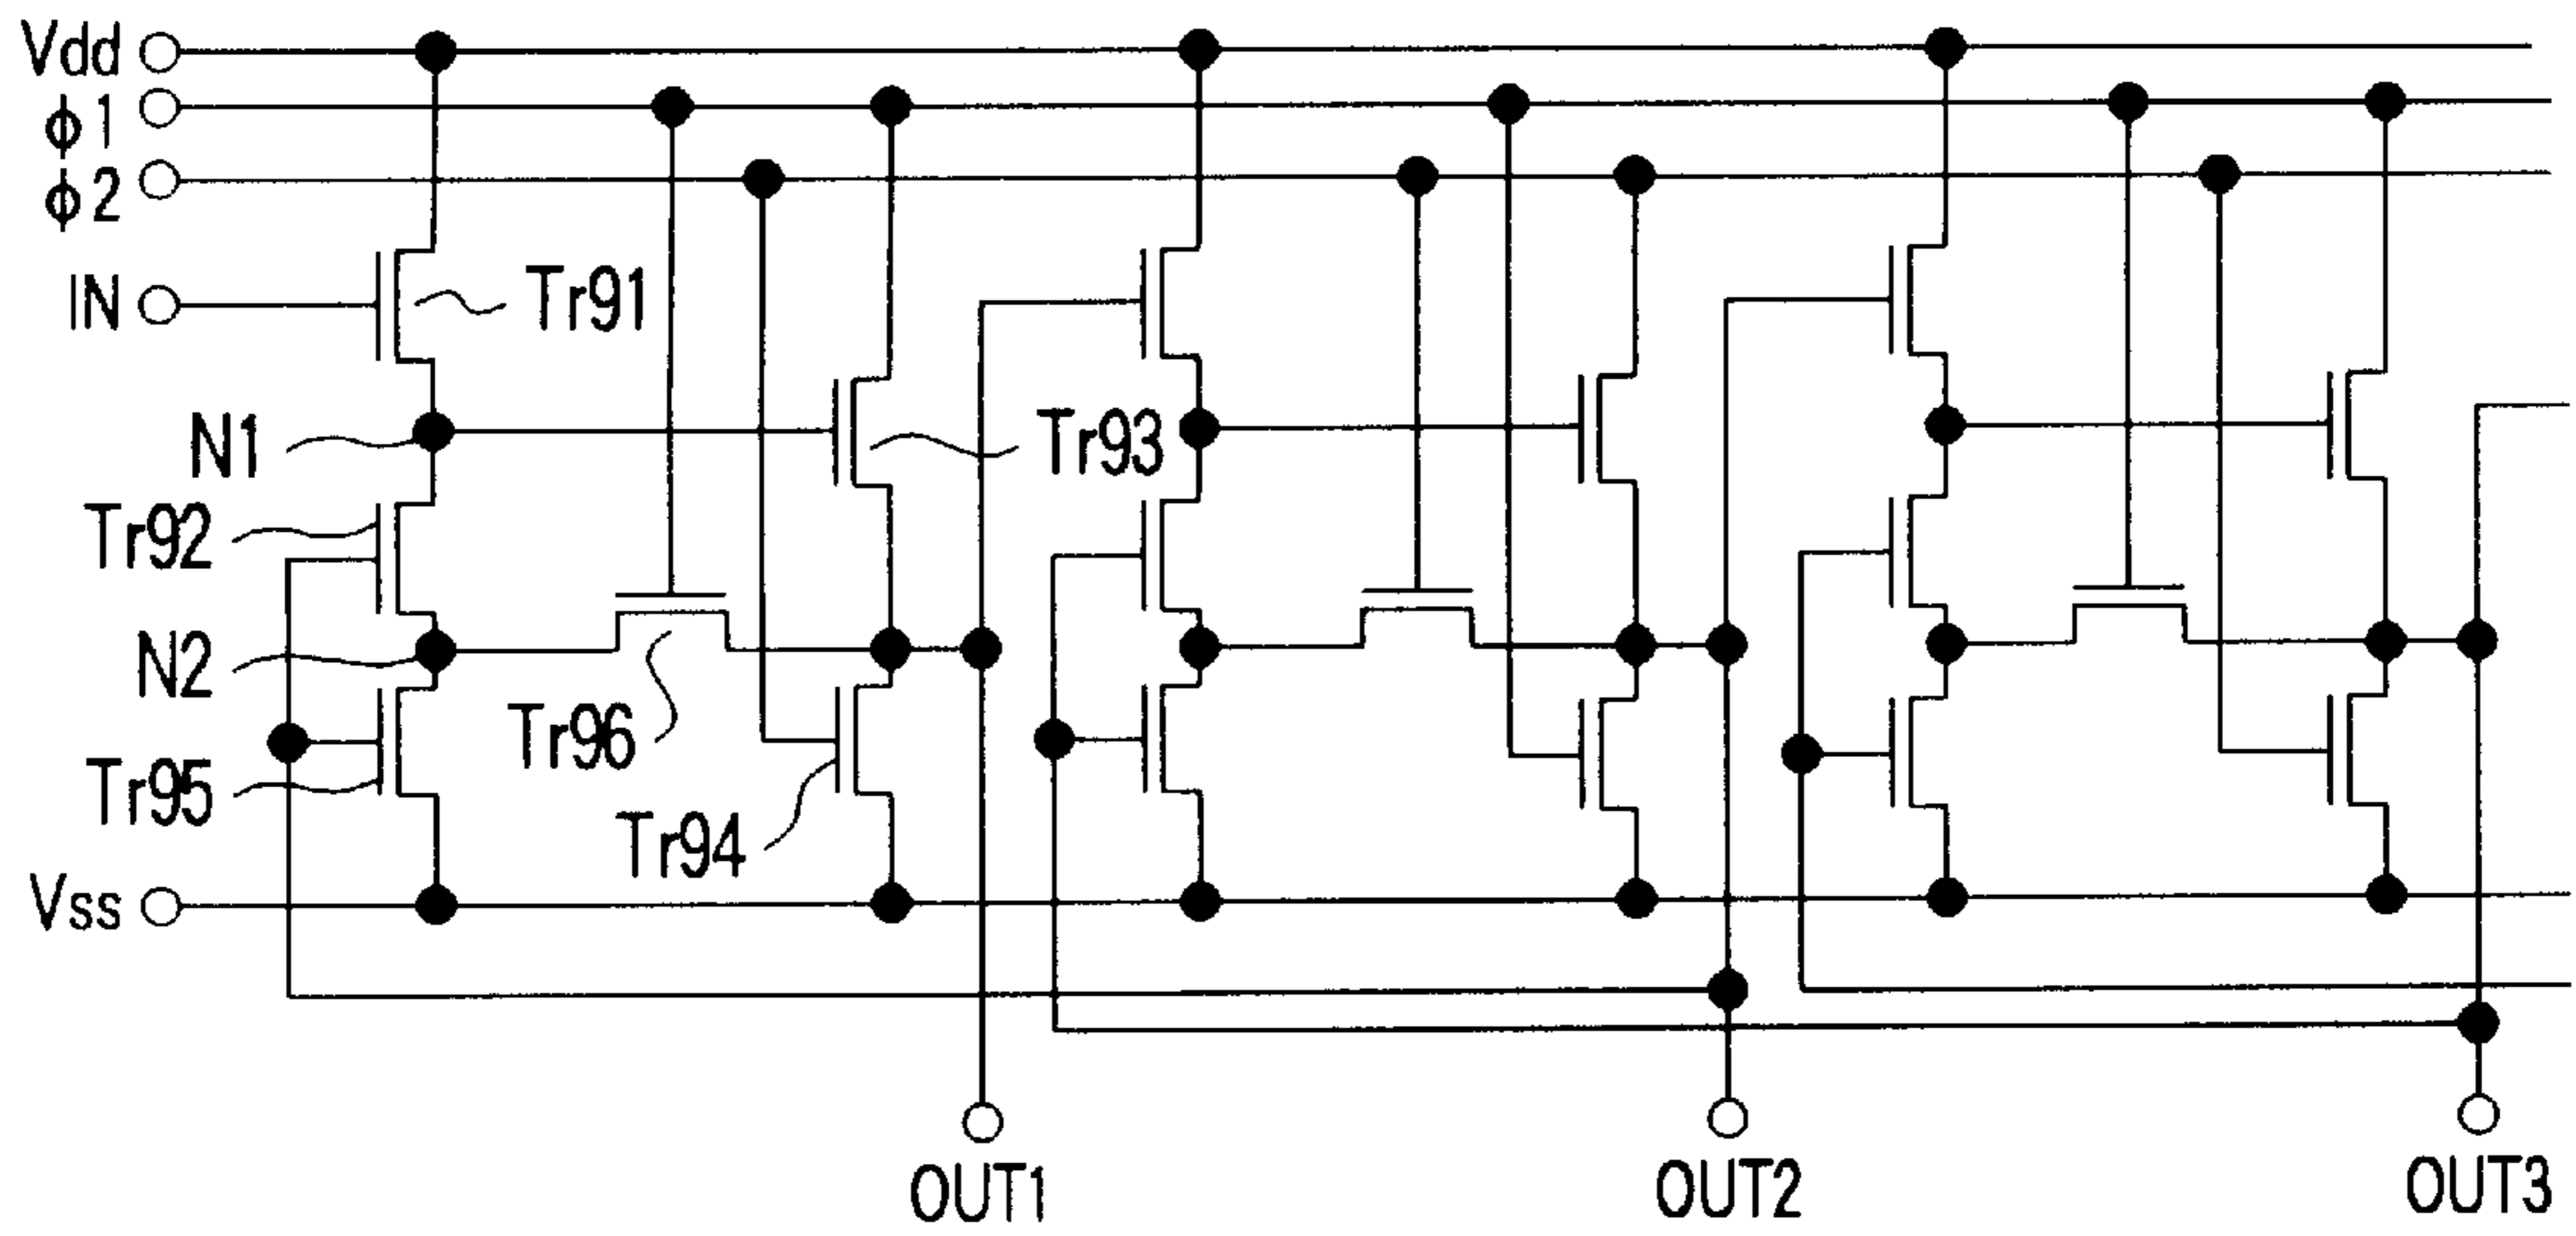 Vdd
ϕ1
ϕ2
IN
Tr91
N1
Tr93
Tr92
N2
Tr96
Tr95
Tr94
Vss
OUT1
OUT2
OUT3